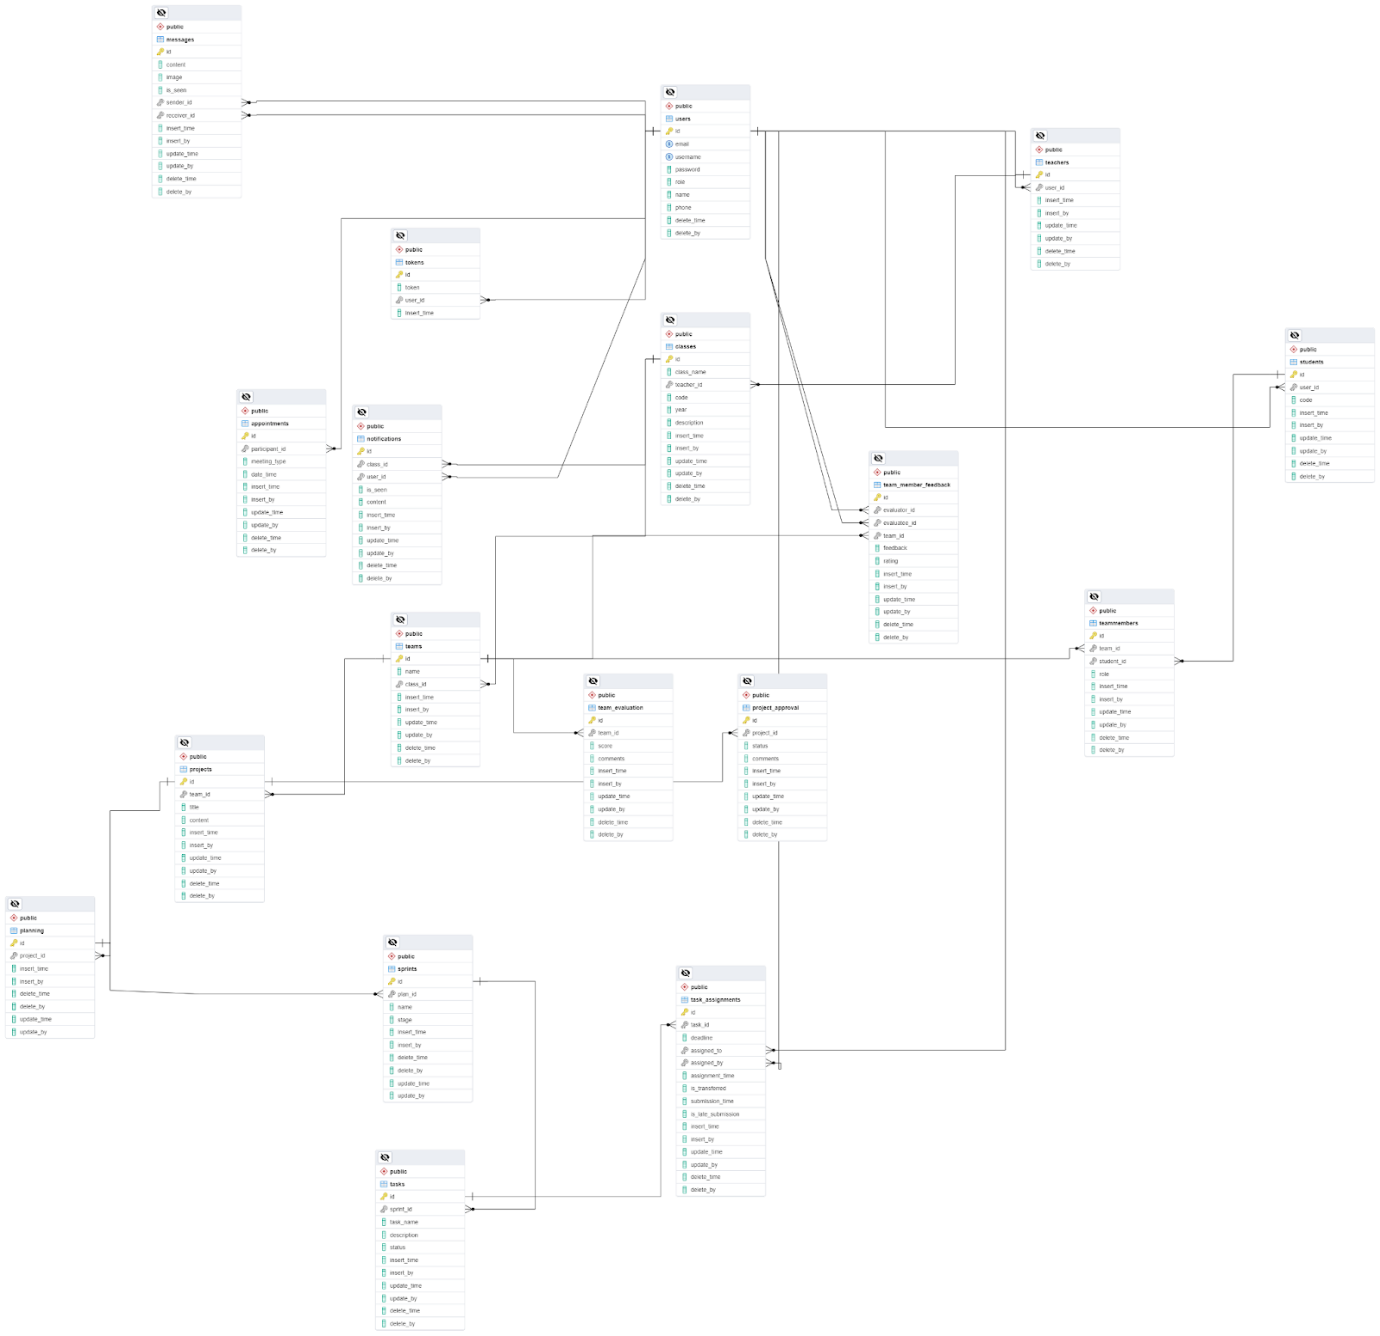 public
messages
id
content
image
is_seen
sender_id
receiver_id
insert_time
insert_by
update_time
update_by
delete_time
delete_by
public
users
id
email
username
password
role
name
phone
delete_time
delete_by
public
teachers
id
user_id
insert_time
insert_by
update_time
update_by
delete_time
delete_by
public
tokens
id
token
user_id
insert_time
public
classes
id
class_name
teacher_id
code
year
description
insert_time
insert_by
update_time
update_by
delete_time
delete_by
public
students
id
user_id
code
insert_time
insert_by
update_time
update_by
delete_time
delete_by
public
appointments
id
participant_id
meeting_type
date_time
insert_time
insert_by
update_time
update_by
delete_time
delete_by
public
notifications
id
class_id
user_id
is_seen
content
insert_time
insert_by
update_time
update_by
delete_time
delete_by
public
team_member_feedback
id
evaluator_id
evaluatee_id
team_id
feedback
rating
insert_time
insert_by
update_time
update_by
delete_time
delete_by
public
teammembers
id
team_id
student_id
role
insert_time
insert_by
update_time
update_by
delete_time
delete_by
public
teams
id
name
class_id
insert_time
insert_by
update_time
update_by
delete_time
delete_by
public
team_evaluation
id
team_id
score
comments
insert_time
insert_by
update_time
update_by
delete_time
delete_by
public
project_approval
id
project_id
status
comments
insert_time
insert_by
update_time
update_by
delete_time
delete_by
public
projects
id
team_id
title
content
insert_time
insert_by
update_time
update_by
delete_time
delete_by
public
planning
id
project_id
insert_time
insert_by
delete_time
delete_by
update_time
update_by
public
sprints
id
plan_id
name
stage
insert_time
insert_by
delete_time
delete_by
update_time
update_by
public
task_assignments
id
task_id
deadline
assigned_to
assigned_by
assignment_time
is_transferred
submission_time
is_late_submission
insert_time
insert_by
update_time
update_by
delete_time
delete_by
public
tasks
id
sprint_id
task_name
description
status
insert_time
insert_by
update_time
update_by
delete_time
delete_by